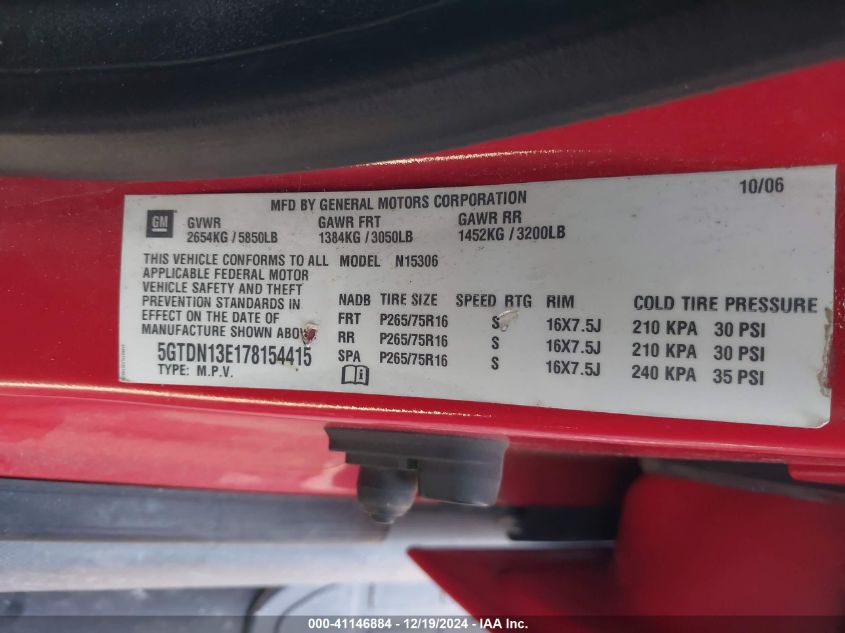 MFD BY GENERAL MOTORS CORPORATION 10/06
GM
GVWR GAWR FRT GAWR RR
2654KG / 5850LB 1384KG / 3050LB 1452KG / 3200LB
THIS VEHICLE CONFORMS TO ALL MODEL N15306
APPLICABLE FEDERAL MOTOR
VEHICLE SAFETY AND THEFT
PREVENTION STANDARDS IN
EFFECT ON THE DATE OF
MANUFACTURE SHOWN ABOVE
5GTDN13E178154415
TYPE: M.P.V.
NADB TIRE SIZE SPEED RTG RIM COLD TIRE PRESSURE
FRT P265/75R16 S 16X7.5J 210 KPA 30 PSI
RR P265/75R16 S 16X7.5J 210 KPA 30 PSI
SPA P265/75R16 S 16X7.5J 240 KPA 35 PSI
000-41146884 - 12/19/2024 - IAA Inc.